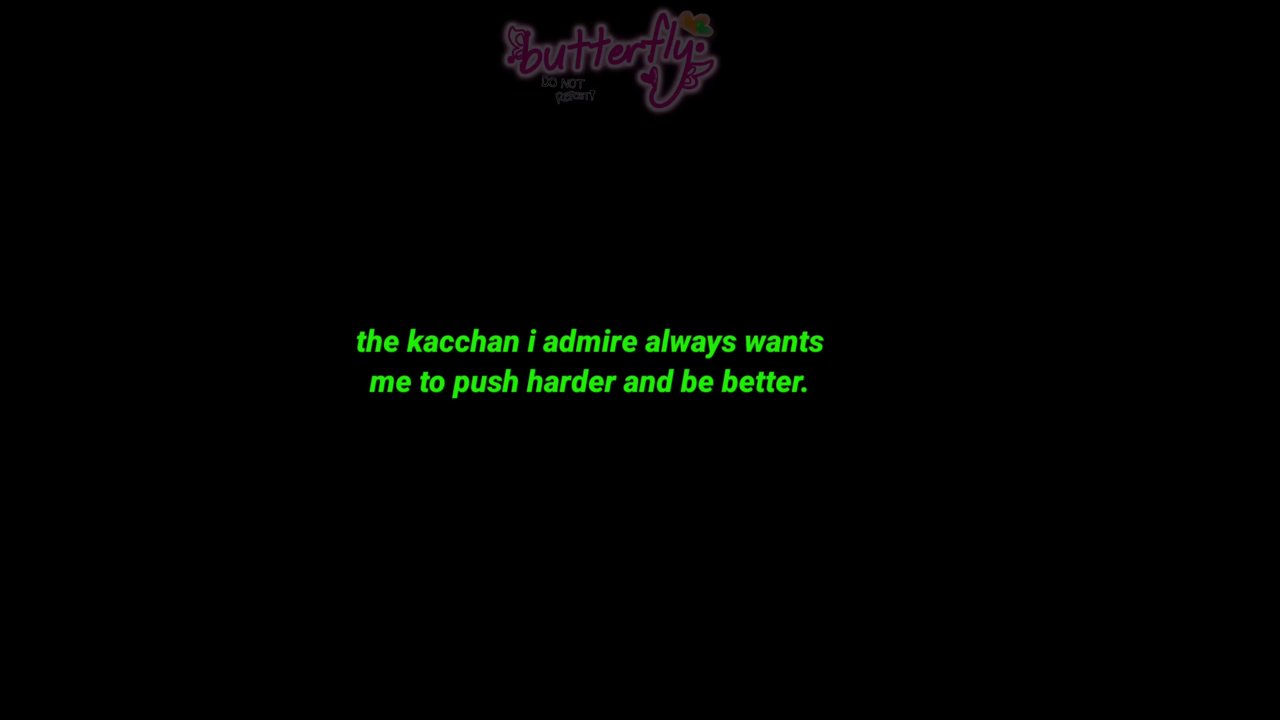 butterfly
DO NOT
REPOST!
the kacchan i admire always wants
me to push harder and be better.